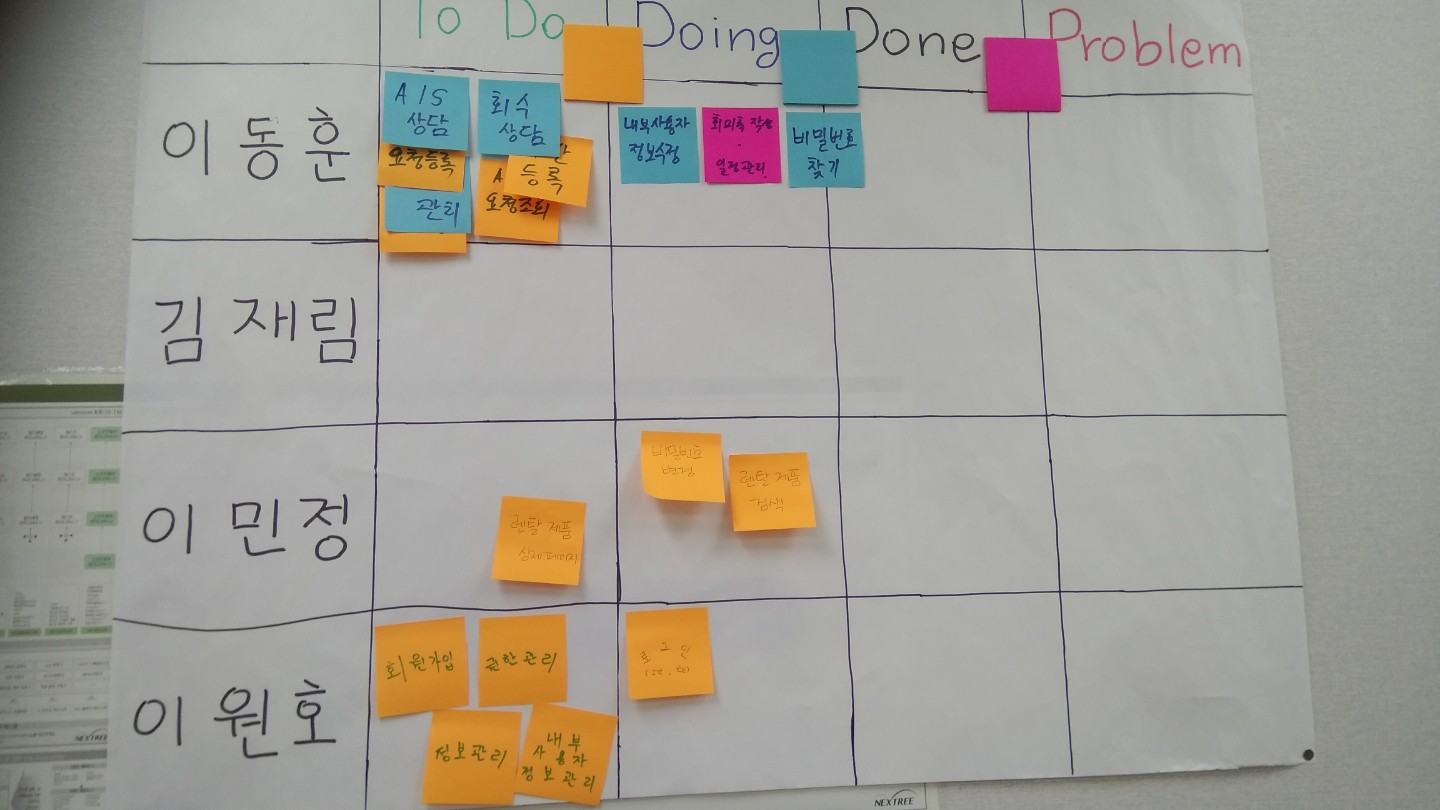 To Do
Doing
Done
Problem
이동훈
A/S
상담
회수
상담
요청등록
등록
A
요청조회
관리
내부사용자
정보수정
회의록 작성
일정관리
비밀번호
찾기
김재림
이민정
렌탈 제품
상세페이지
비밀번호
변경
렌탈 제품
검색
이원호
회원가입
권한관리
정보관리
내부
사용자
정보관리
로그인
NEXTREE
NEXTREE